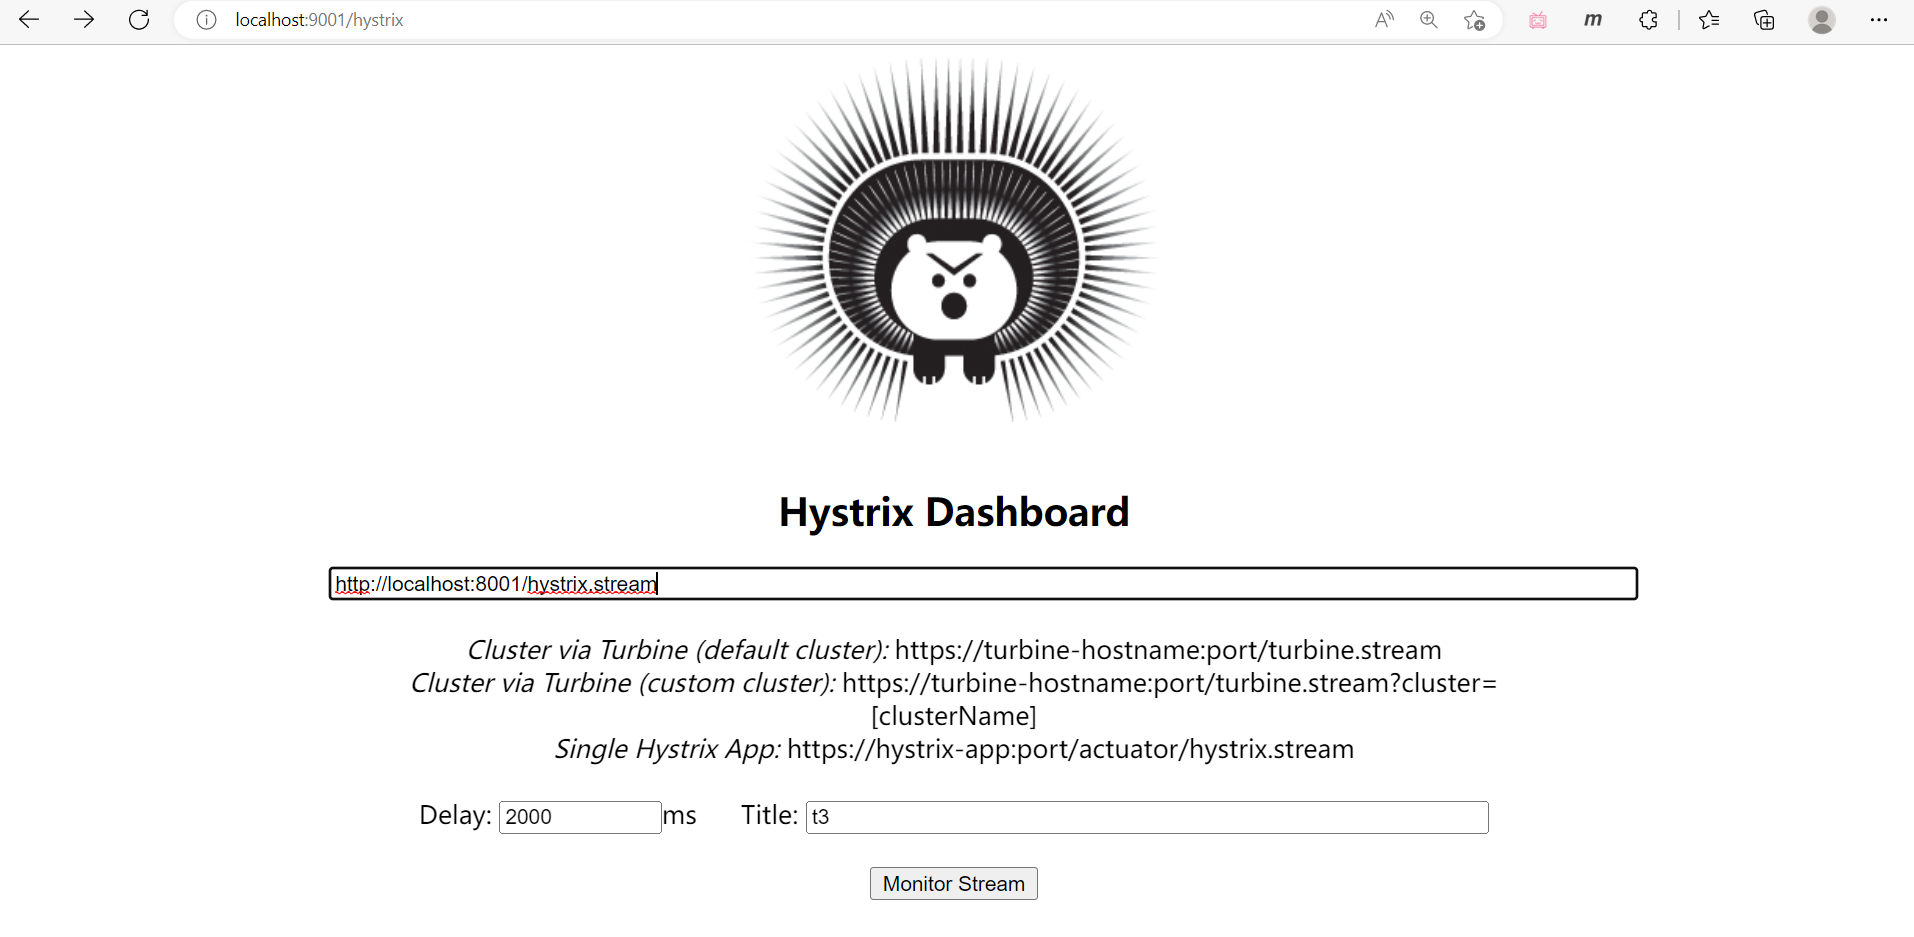 localhost:9001/hystrix
A
m
Hystrix Dashboard
http://localhost:8001/hystrix.stream
Cluster via Turbine (default cluster): https://turbine-hostname:port/turbine.stream
Cluster via Turbine (custom cluster): https://turbine-hostname:port/turbine.stream?cluster=
[clusterName]
Single Hystrix App: https://hystrix-app:port/actuator/hystrix.stream
Delay: 2000ms Title: t3
Monitor Stream